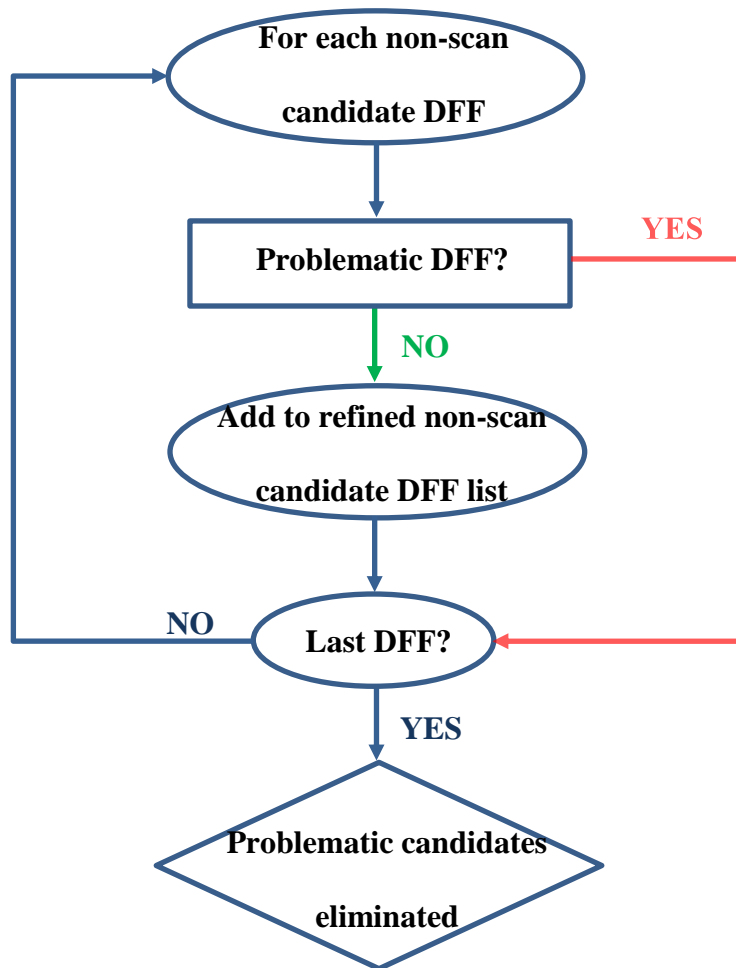 For each non-scan
candidate DFF
Problematic DFF?
YES
NO
Add to refined non-scan
candidate DFF list
NO
Last DFF?
YES
Problematic candidates
eliminated